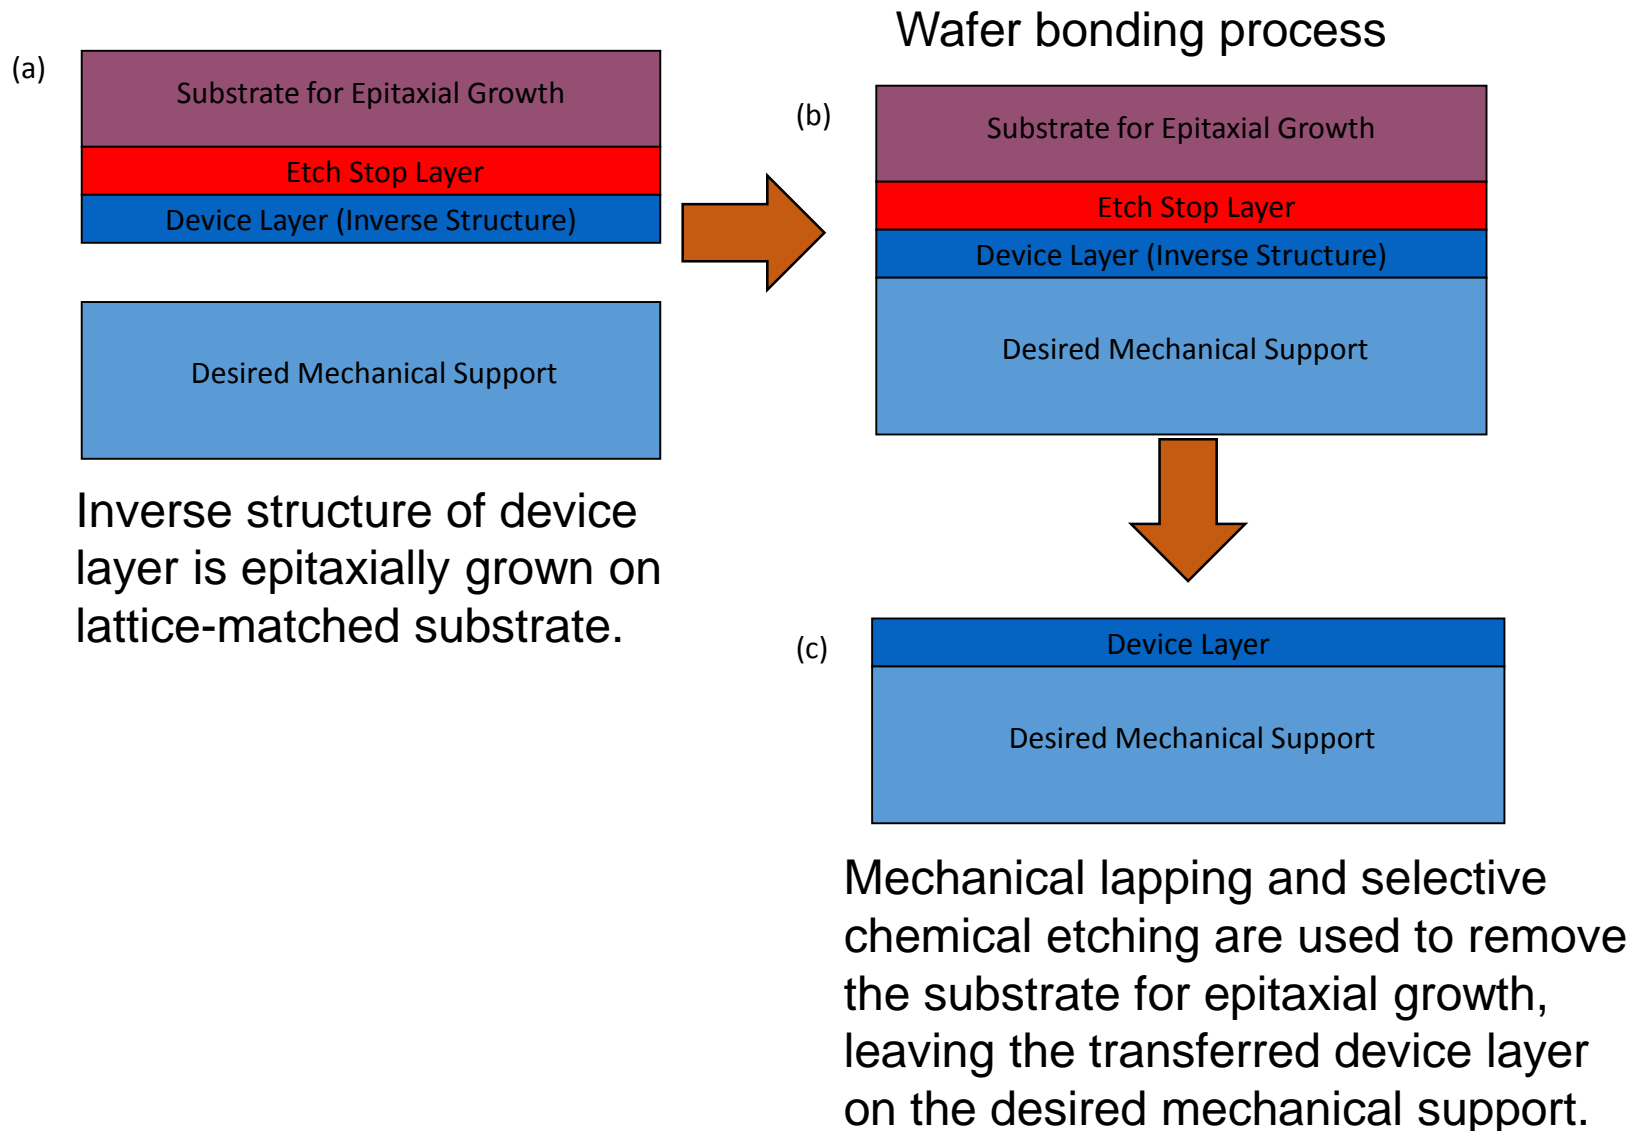 (a)
Substrate for Epitaxial Growth
Etch Stop Layer
Device Layer (Inverse Structure)
Desired Mechanical Support
Inverse structure of device
layer is epitaxially grown on
lattice-matched substrate.
Wafer bonding process
(b)
Substrate for Epitaxial Growth
Etch Stop Layer
Device Layer (Inverse Structure)
Desired Mechanical Support
(c)
Device Layer
Desired Mechanical Support
Mechanical lapping and selective
chemical etching are used to remove
the substrate for epitaxial growth,
leaving the transferred device layer
on the desired mechanical support.